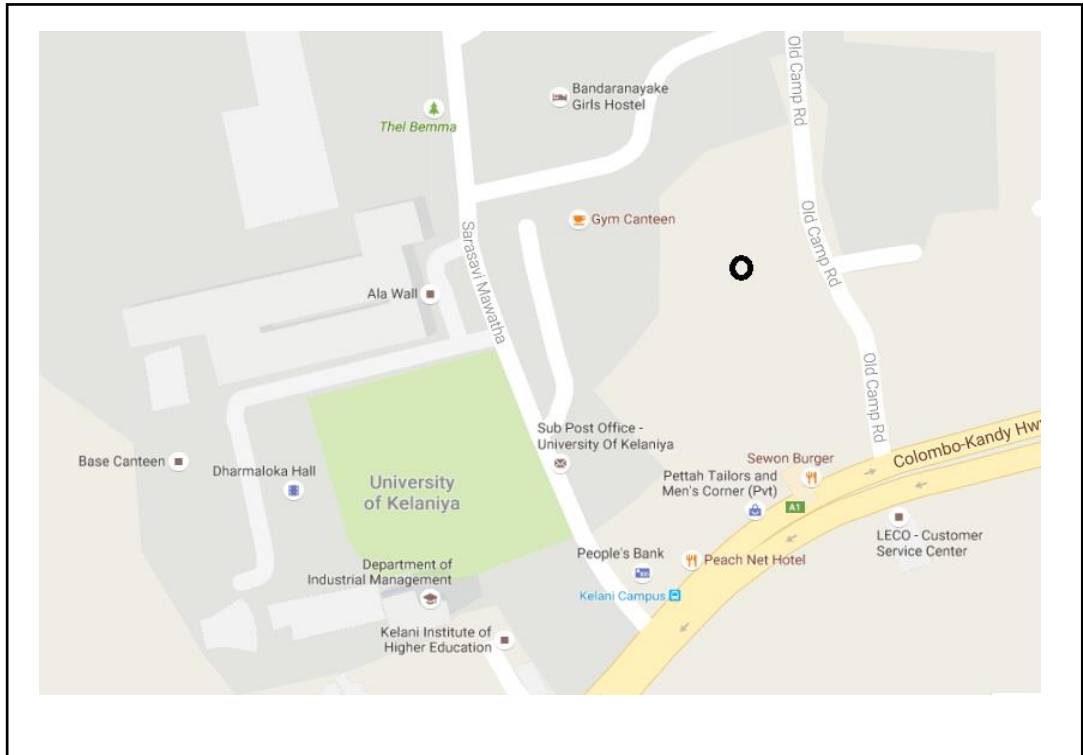 Old Camp Rd
Bandaranayake
Girls Hostel
Thel Bemma
Gym Canteen
Old Camp Rd
Sarasavi Mawatha
Ala Wall
Old Camp Rd
Colombo-Kandy Hwy
Sub Post Office -
University Of Kelaniya
Base Canteen
Dharmaloka Hall
University
of Kelaniya
Sewon Burger
Pettah Tailors and
Men's Corner (Pvt)
A1
LECO - Customer
Service Center
People's Bank
Peach Net Hotel
Department of
Industrial Management
Kelani Campus
Kelani Institute of
Higher Education